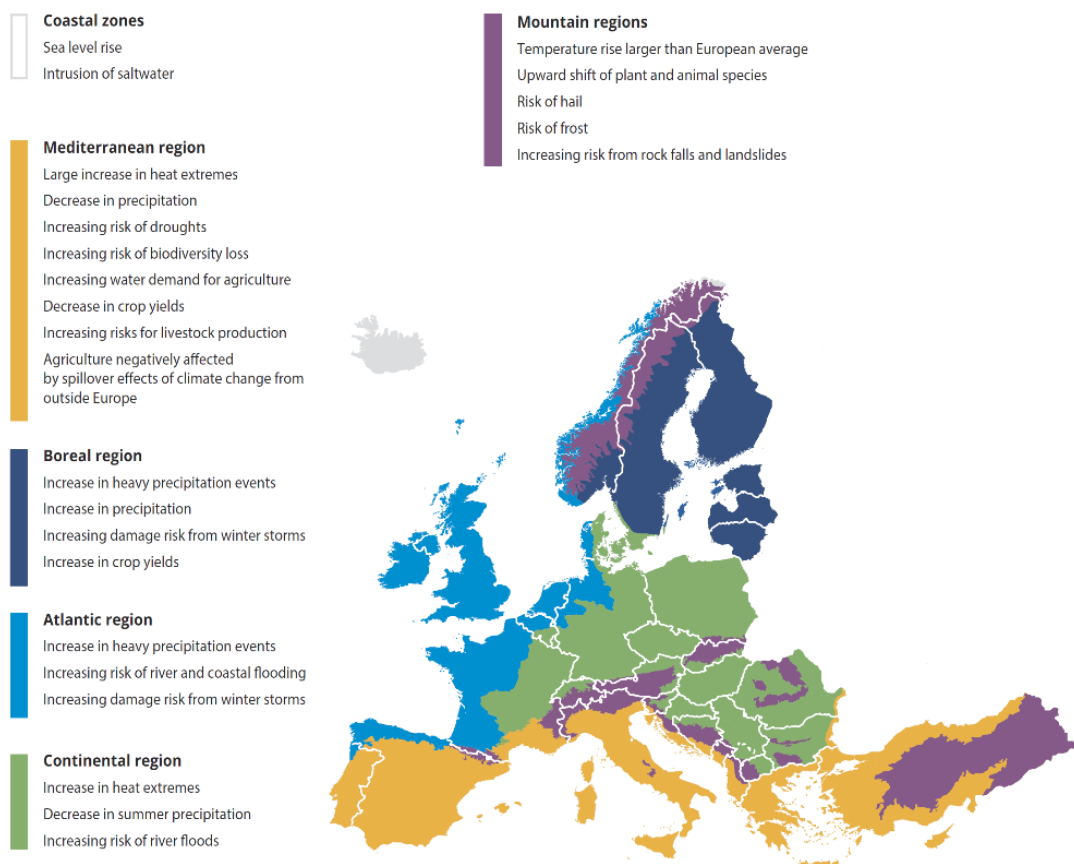 Coastal zones
Sea level rise
Intrusion of saltwater
Mountain regions
Temperature rise larger than European average
Upward shift of plant and animal species
Risk of hail
Risk of frost
Increasing risk from rock falls and landslides
Mediterranean region
Large increase in heat extremes
Decrease in precipitation
Increasing risk of droughts
Increasing risk of biodiversity loss
Increasing water demand for agriculture
Decrease in crop yields
Increasing risks for livestock production
Agriculture negatively affected
by spillover effects of climate change from
outside Europe
Boreal region
Increase in heavy precipitation events
Increase in precipitation
Increasing damage risk from winter storms
Increase in crop yields
Atlantic region
Increase in heavy precipitation events
Increasing risk of river and coastal flooding
Increasing damage risk from winter storms
Continental region
Increase in heat extremes
Decrease in summer precipitation
Increasing risk of river floods